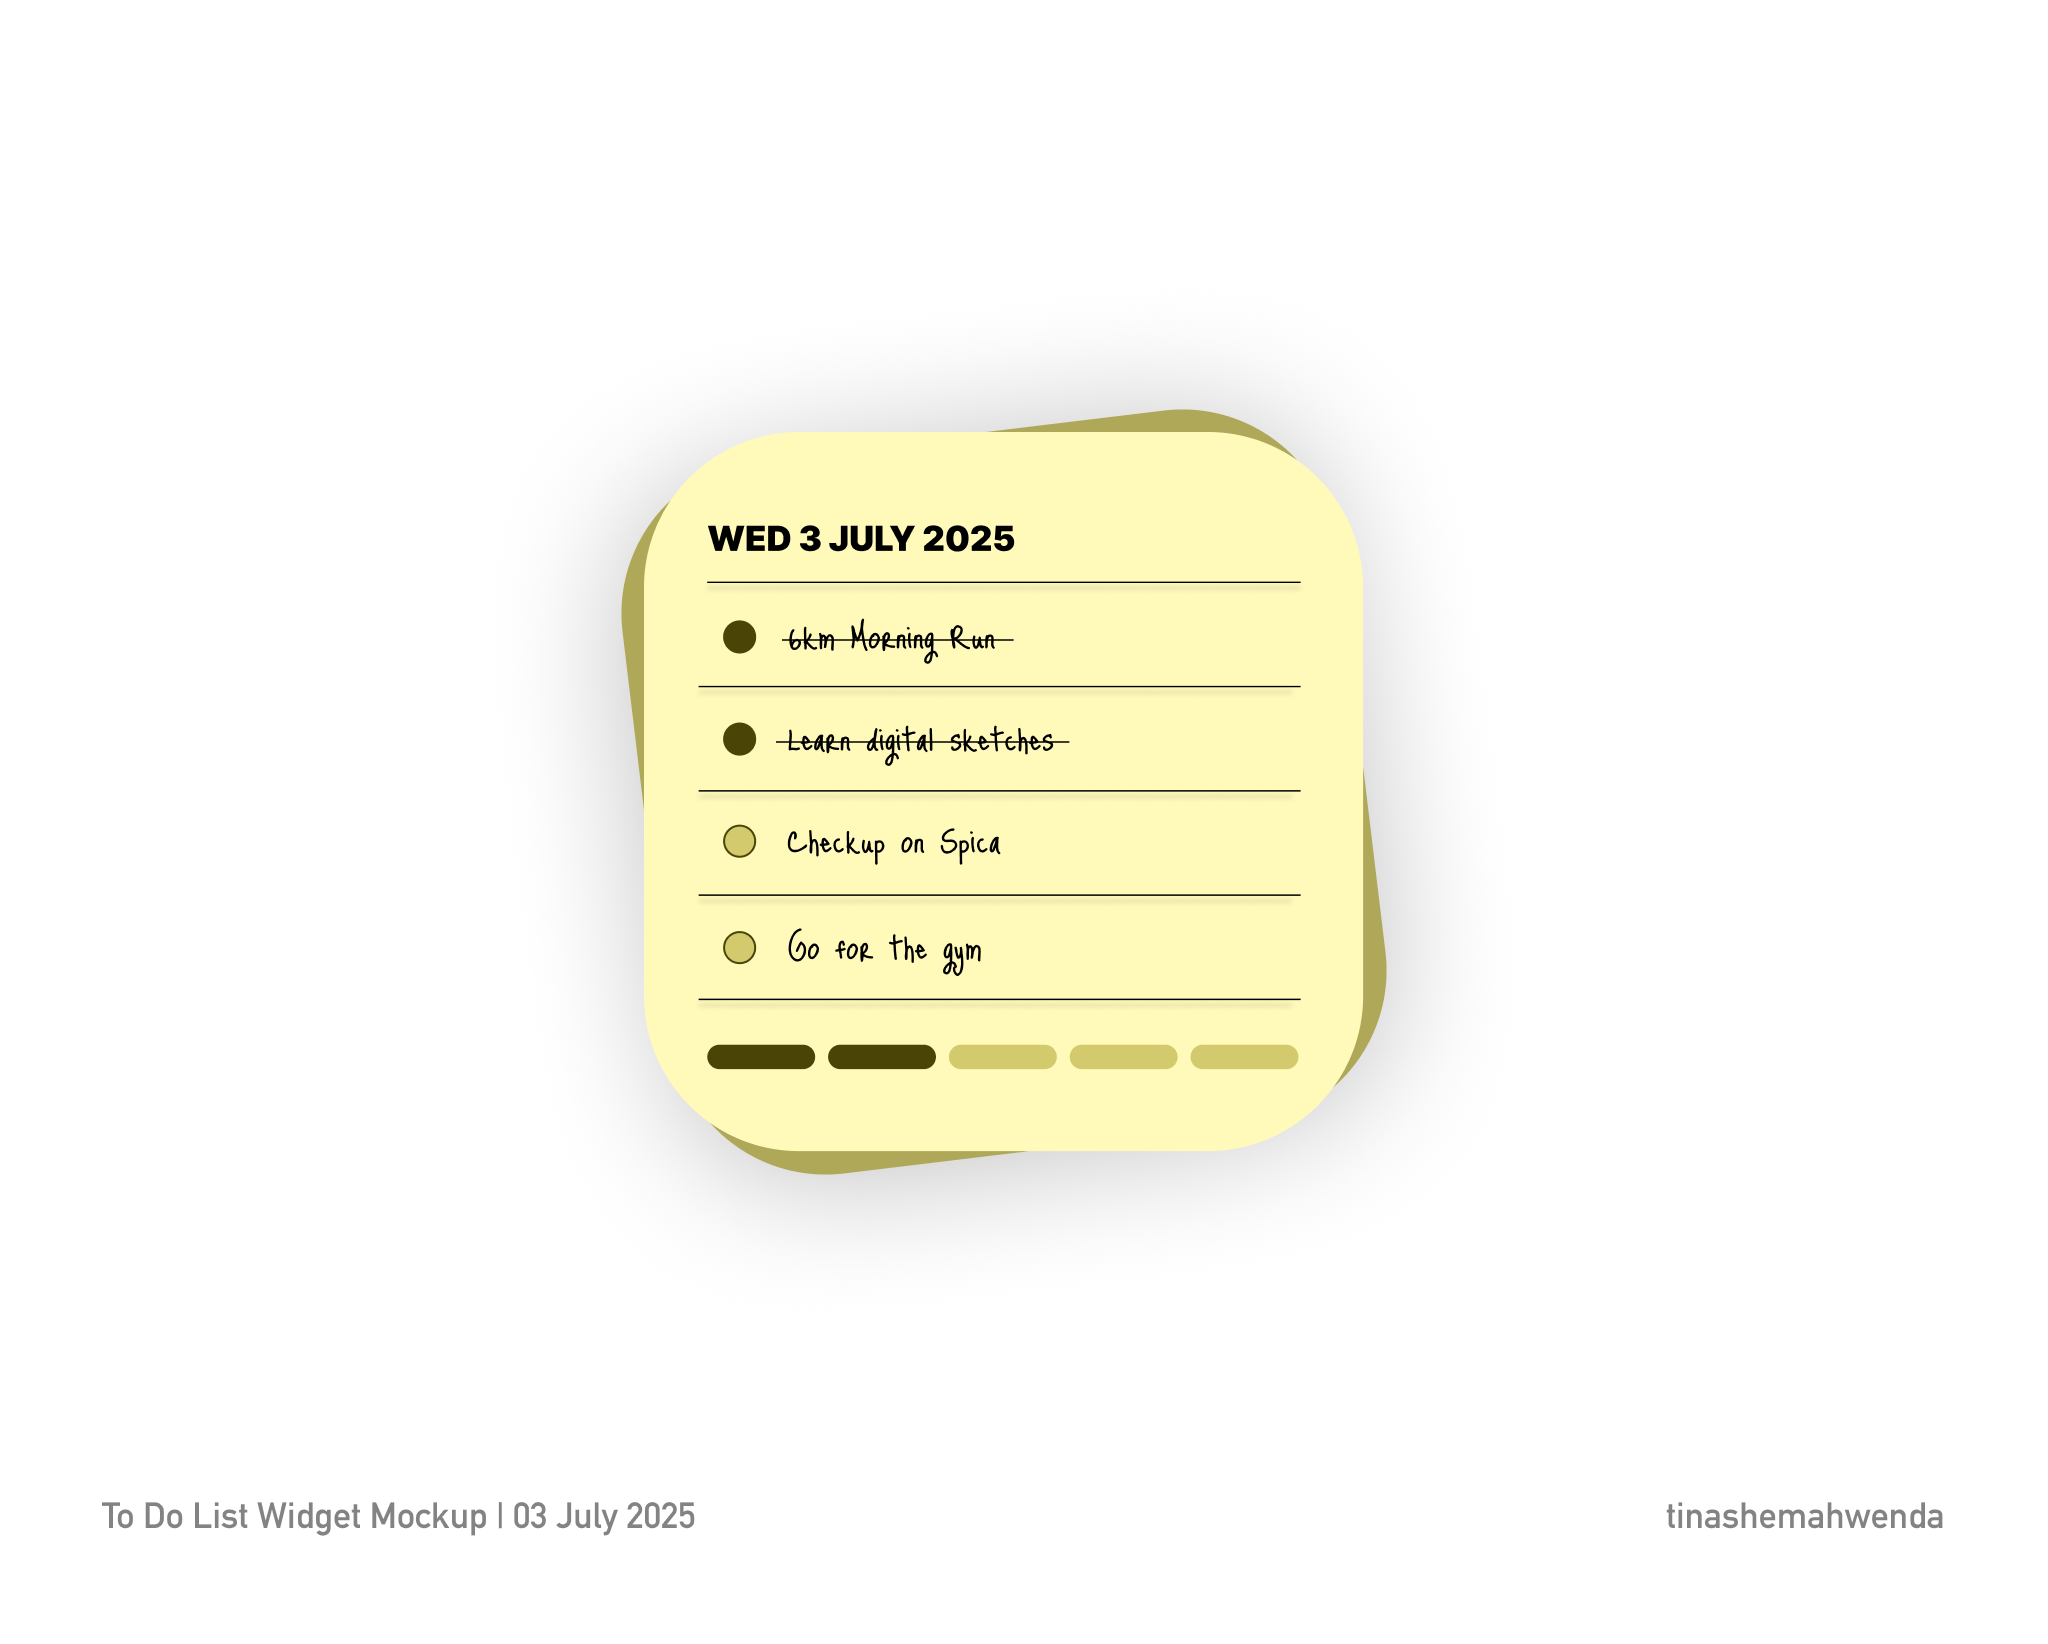 WED 3 JULY 2025
6km Morning Run
Learn digital sketches
Checkup on Spica
Go for the gym
To Do List Widget Mockup | 03 July 2025
tinashemahwenda